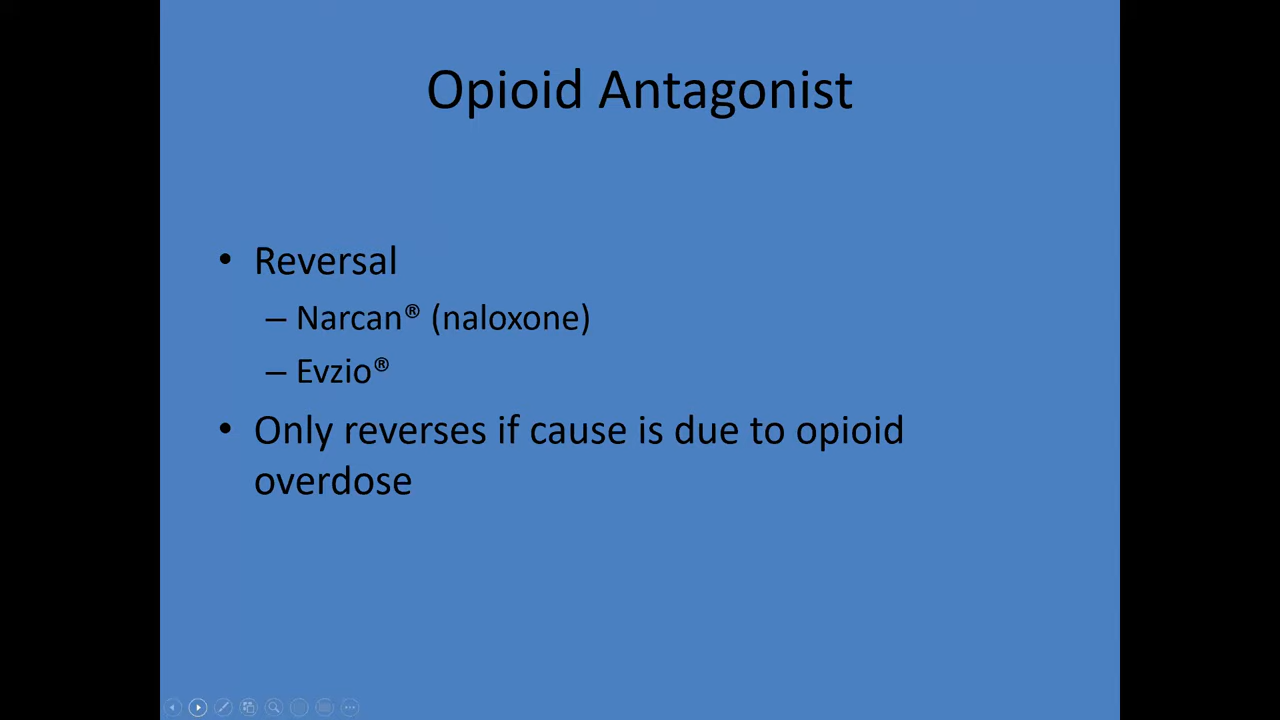 Opioid Antagonist
• Reversal
– Narcan® (naloxone)
– Evzio®
• Only reverses if cause is due to opioid
overdose